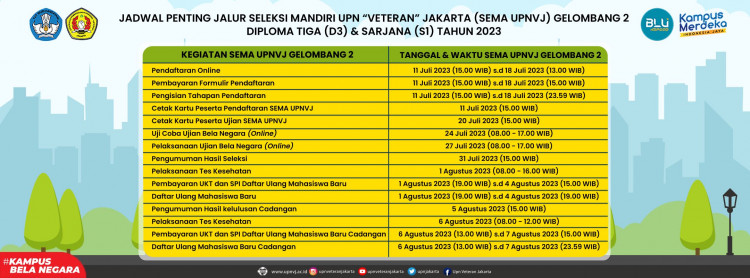 JADWAL PENTING JALUR SELEKSI MANDIRI UPN “VETERAN” JAKARTA (SEMA UPNVJ) GELOMBANG 2
DIPLOMA TIGA (D3) & SARJANA (S1) TAHUN 2023
BLU
Kampus
Merdeka
INDONESIA JAYA
KEGIATAN SEMA UPNVJ GELOMBANG 2 TANGGAL & WAKTU SEMA UPNVJ GELOMBANG 2
Pendaftaran Online 11 Juli 2023 (15.00 WIB) s.d 18 Juli 2023 (13.00 WIB)
Pembayaran Formulir Pendaftaran 11 Juli 2023 (15.00 WIB) s.d 18 Juli 2023 (15.00 WIB)
Pengisian Tahapan Pendaftaran 11 Juli 2023 (15.00 WIB) s.d 18 Juli 2023 (23.59 WIB)
Cetak Kartu Peserta Pendaftaran SEMA UPNVJ 11 Juli 2023 (15.00 WIB)
Cetak Kartu Peserta Ujian SEMA UPNVJ 20 Juli 2023 (15.00 WIB)
Uji Coba Ujian Bela Negara (Online) 24 Juli 2023 (08.00 - 17.00 WIB)
Pelaksanaan Ujian Bela Negara (Online) 27 Juli 2023 (08.00 - 17.00 WIB)
Pengumuman Hasil Seleksi 31 Juli 2023 (15.00 WIB)
Pelaksanaan Tes Kesehatan 1 Agustus 2023 (08.00 - 16.00 WIB)
Pembayaran UKT dan SPI Daftar Ulang Mahasiswa Baru 1 Agustus 2023 (19.00 WIB) s.d 4 Agustus 2023 (15.00 WIB)
Daftar Ulang Mahasiswa Baru 1 Agustus 2023 (19.00 WIB) s.d 4 Agustus 2023 (19.00 WIB)
Pengumuman Hasil kelulusan Cadangan 5 Agustus 2023 (15.00 WIB)
Pelaksanaan Tes Kesehatan 6 Agustus 2023 (08.00 - 12.00 WIB)
Pembayaran UKT dan SPI Daftar Ulang Mahasiswa Baru Cadangan 6 Agustus 2023 (13.00 WIB) s.d 7 Agustus 2023 (15.00 WIB)
Daftar Ulang Mahasiswa Baru Cadangan 6 Agustus 2023 (13.00 WIB) s.d 7 Agustus 2023 (23.59 WIB)
#KAMPUS
BELA NEGARA
www.upnvj.ac.id upnveteranjakarta upnveteranjakarta upnjakarta Upn Veteran Jakarta